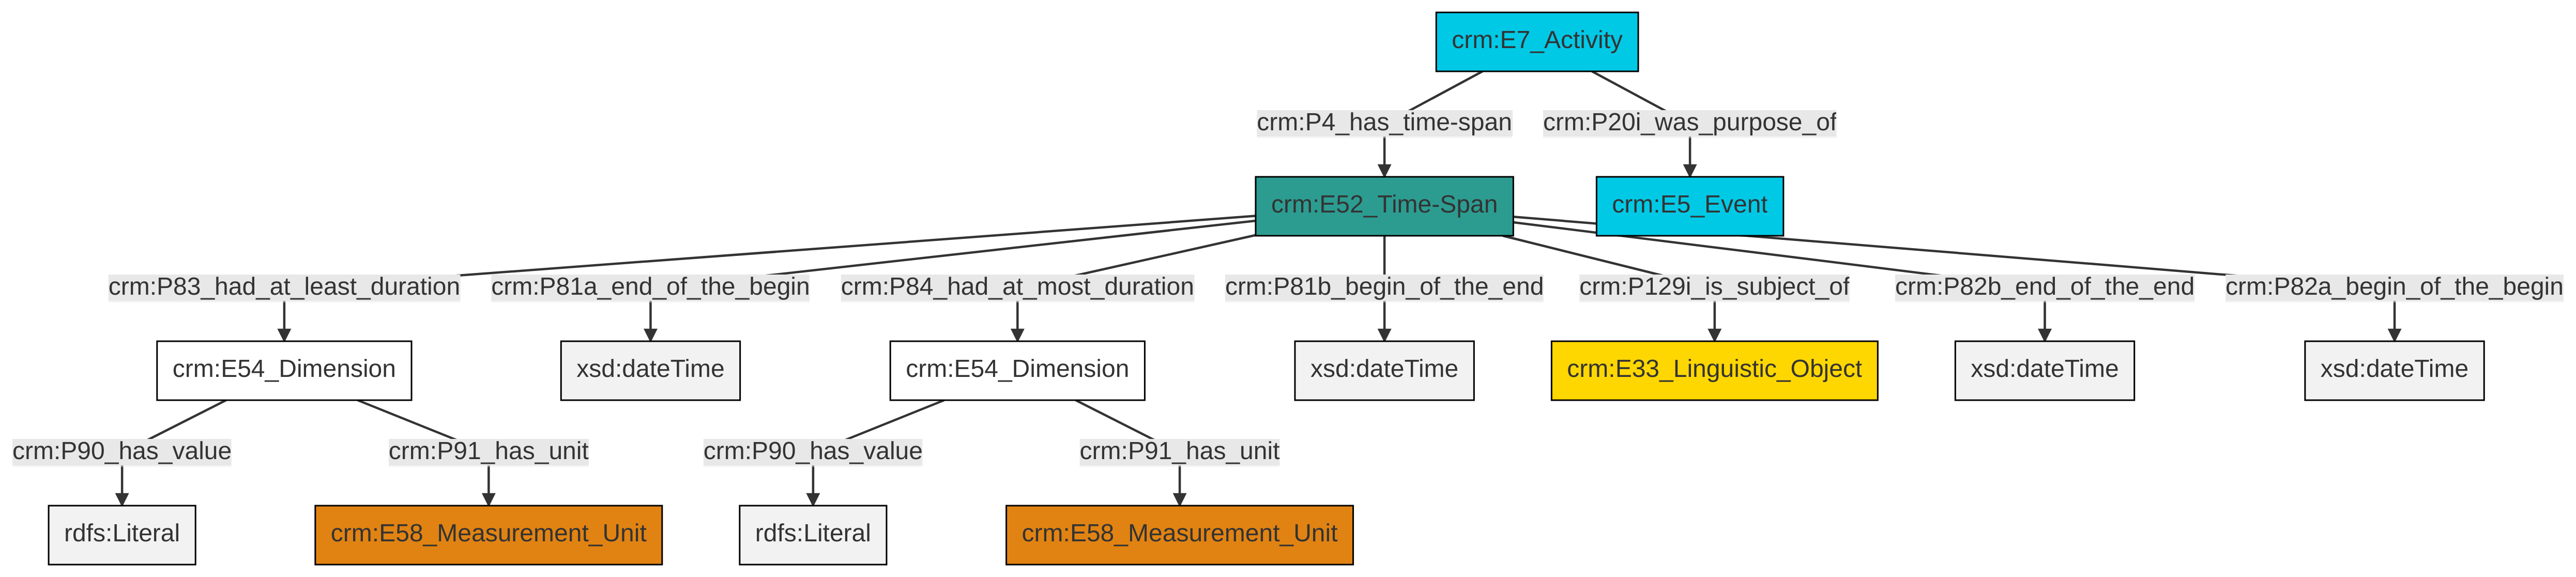 crm:E7_Activity
crm:P4_has_time-span
crm:P20i_was_purpose_of
crm:E52_Time-Span
crm:E5_Event
crm:P83_had_at_least_duration
crm:P81a_end_of_the_begin
crm:P84_had_at_most_duration
crm:P81b_begin_of_the_end
crm:P129i_is_subject_of
crm:P82b_end_of_the_end
crm:P82a_begin_of_the_begin
crm:E54_Dimension
xsd:dateTime
crm:E54_Dimension
xsd:dateTime
crm:E33_Linguistic_Object
xsd:dateTime
xsd:dateTime
crm:P90_has_value
crm:P91_has_unit
crm:P90_has_value
crm:P91_has_unit
rdfs:Literal
crm:E58_Measurement_Unit
rdfs:Literal
crm:E58_Measurement_Unit